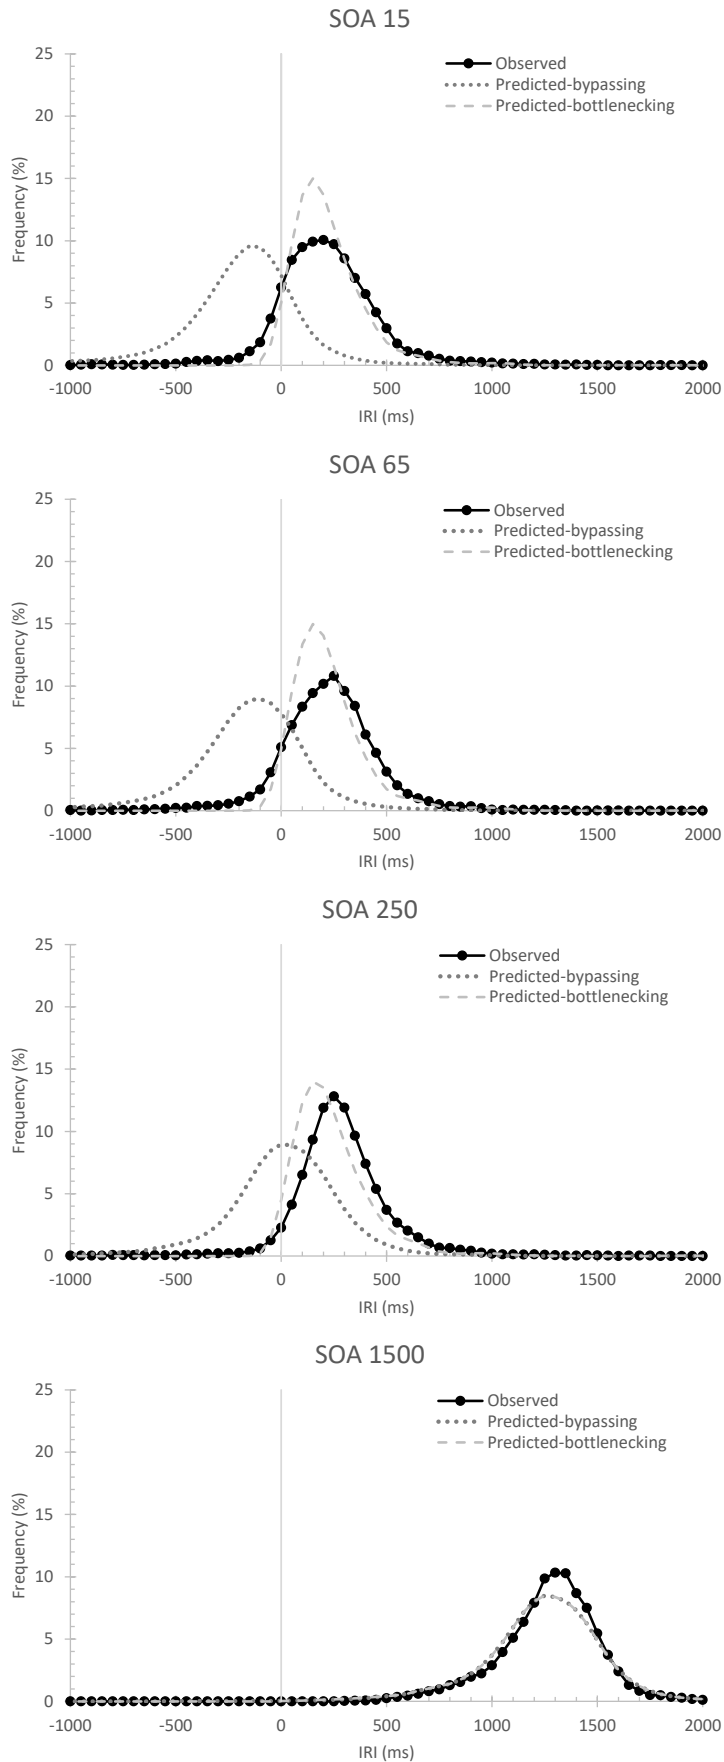 SOA 15
25
20
15
10
5
0
Frequency (%)
Observed
Predicted-bypassing
Predicted-bottlenecking
-1000 -500 0 500 1000 1500 2000
IRI (ms)
SOA 65
25
20
15
10
5
0
Frequency (%)
Observed
Predicted-bypassing
Predicted-bottlenecking
-1000 -500 0 500 1000 1500 2000
IRI (ms)
SOA 250
25
20
15
10
5
0
Frequency (%)
Observed
Predicted-bypassing
Predicted-bottlenecking
-1000 -500 0 500 1000 1500 2000
IRI (ms)
SOA 1500
25
20
15
10
5
0
Frequency (%)
Observed
Predicted-bypassing
Predicted-bottlenecking
-1000 -500 0 500 1000 1500 2000
IRI (ms)